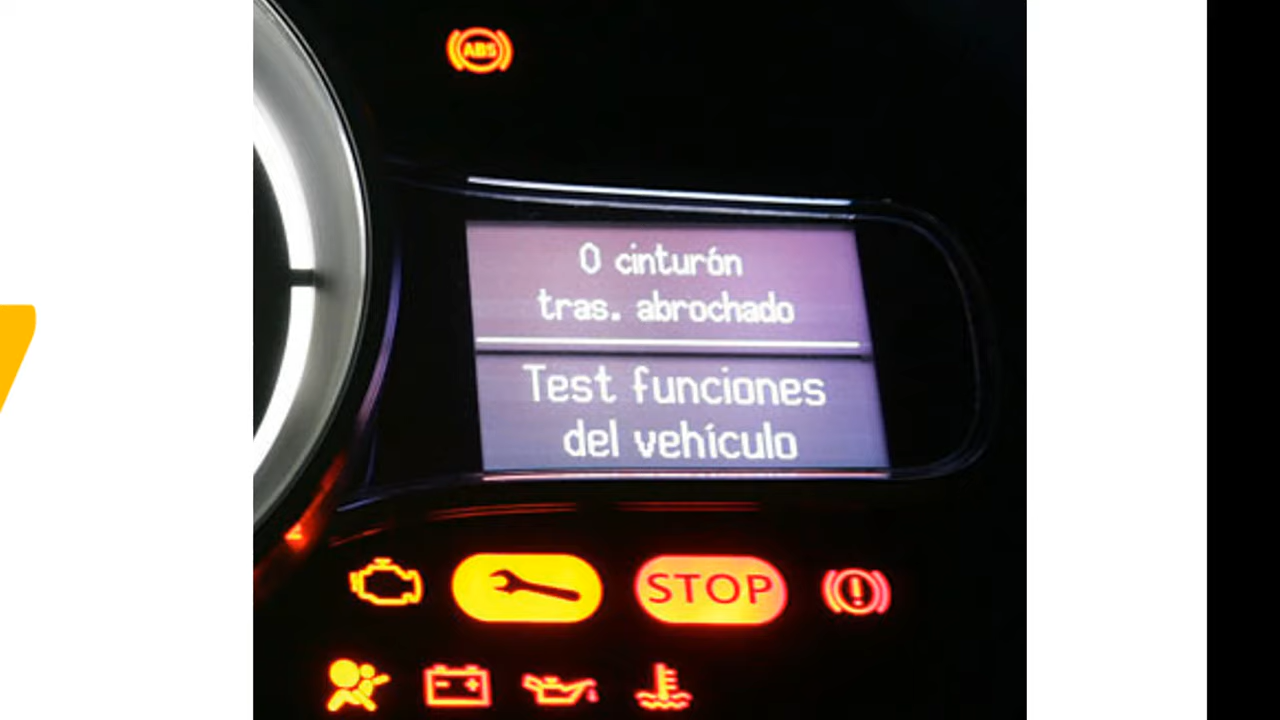 ABS
0 cinturón
tras. abrochado
Test funciones
del vehículo
STOP